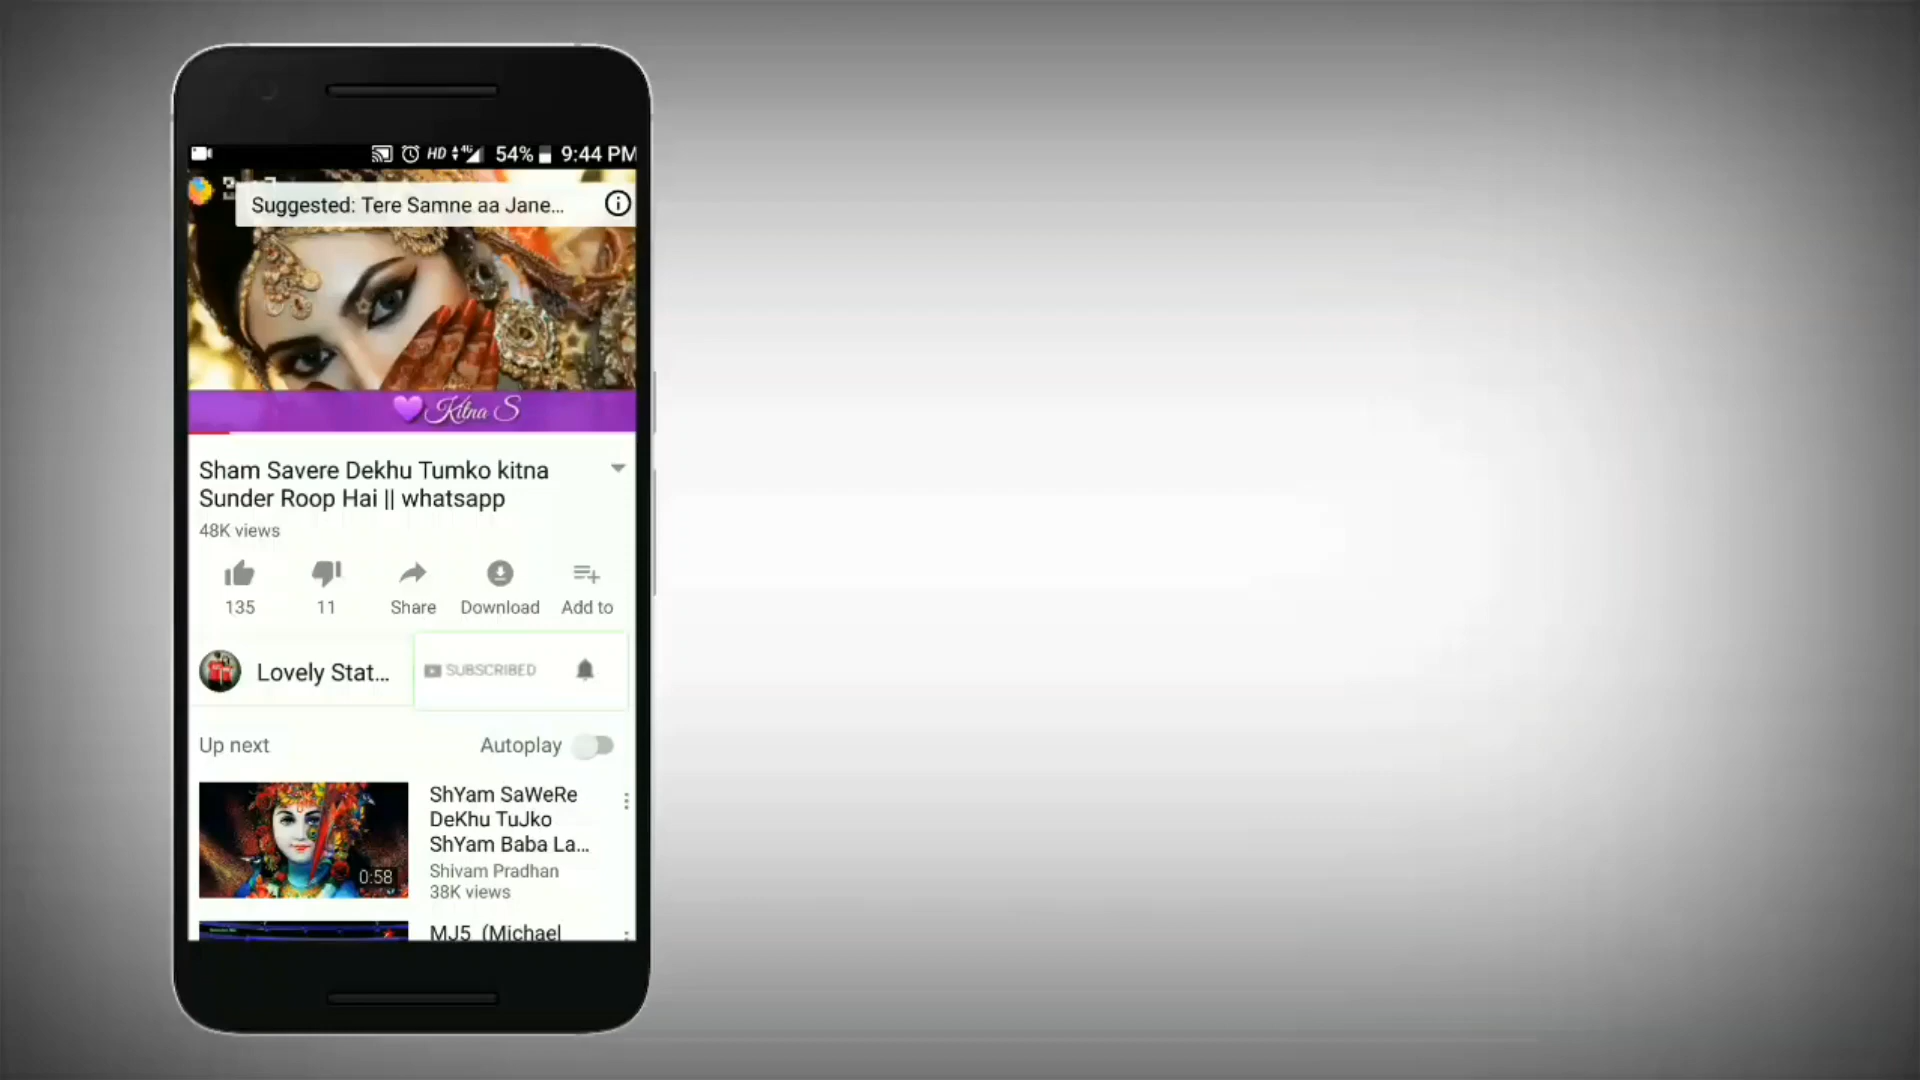 HD 4G 54% 9:44 PM
Suggested: Tere Samne aa Jane...
Kitna S
Sham Savere Dekhu Tumko kitna
Sunder Roop Hai || whatsapp
48K views
135 11 Share Download Add to
Lovely Stat... SUBSCRIBED
Up next Autoplay
ShYam SaWeRe
DeKhu TuJko
ShYam Baba La...
0:58
Shivam Pradhan
38K views
MJ5 (Michael